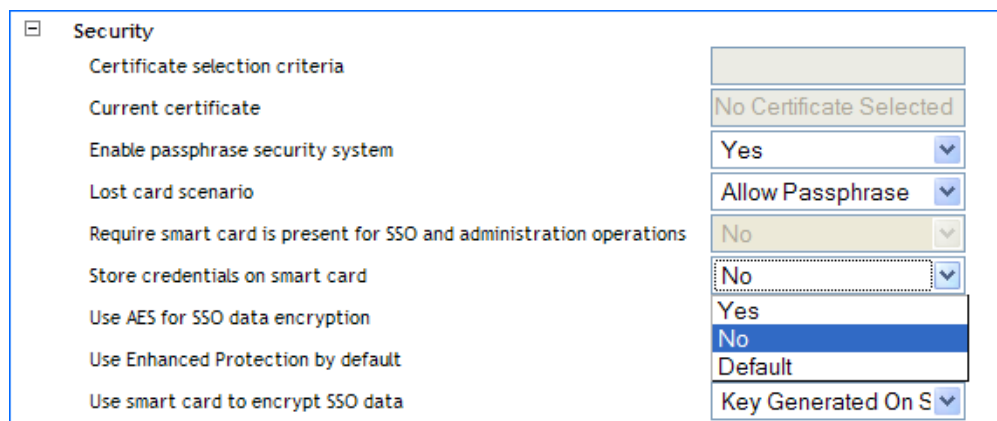 Security
Certificate selection criteria
Current certificate No Certificate Selected
Enable passphrase security system Yes
Lost card scenario Allow Passphrase
Require smart card is present for SSO and administration operations No
Store credentials on smart card No
Yes
Use AES for SSO data encryption
No
Use Enhanced Protection by default
Default
Use smart card to encrypt SSO data Key Generated On S